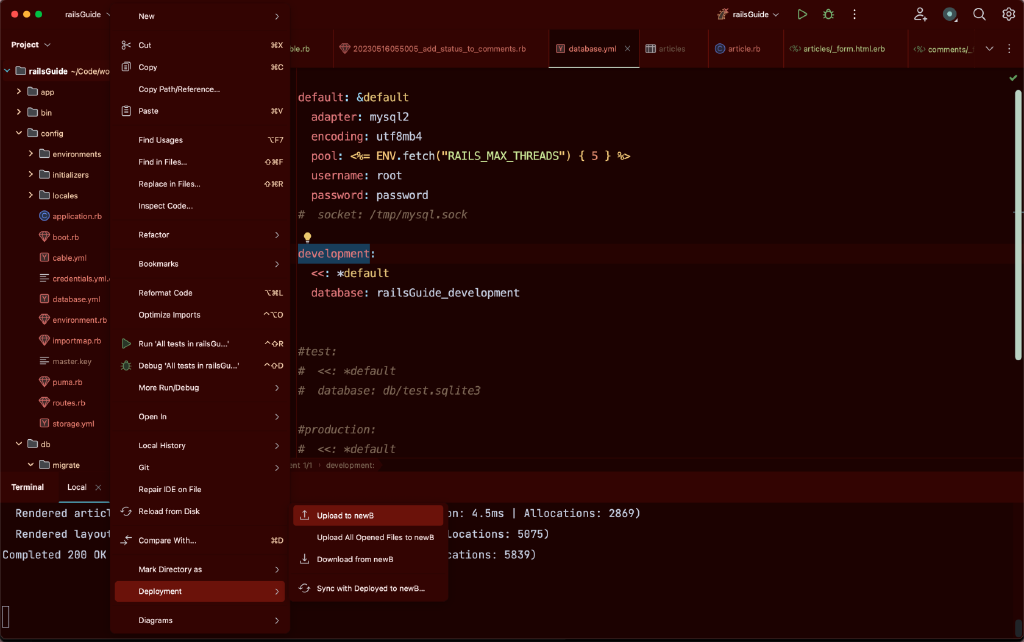 railsGuide
railsGuide
Project
ble.rb
20230516055005_add_status_to_comments.rb
database.yml
articles
article.rb
articles/_form.html.erb
comments/_
railsGuide ~/Code/wo
app
bin
config
environments
initializers
locales
application.rb
boot.rb
cable.yml
credentials.yml.
database.yml
environment.rb
importmap.rb
master.key
puma.rb
routes.rb
storage.yml
db
migrate
New
Cut ⌘X
Copy ⌘C
Copy Path/Reference...
Paste ⌘V
Find Usages ⌥F7
Find in Files... ⇧⌘F
Replace in Files... ⇧⌘R
Inspect Code...
Refactor
Bookmarks
Reformat Code ⌥⌘L
Optimize Imports ^⌥O
Run 'All tests in railsGu...' ^⇧R
Debug 'All tests in railsGu...' ^⇧D
More Run/Debug
Open In
Local History
Git
Repair IDE on File
Reload from Disk
Compare With... ⌘D
Mark Directory as
Deployment
Diagrams
Upload to newB
Upload All Opened Files to newB
Download from newB
Sync with Deployed to newB...
default: &default
adapter: mysql2
encoding: utf8mb4
pool: <%= ENV.fetch("RAILS_MAX_THREADS") { 5 } %>
username: root
password: password
# socket: /tmp/mysql.sock
development:
<<: *default
database: railsGuide_development
#test:
# <<: *default
# database: db/test.sqlite3
#production:
# <<: *default
ent 1/1 › development:
Terminal
Local
Rendered articl on: 4.5ms | Allocations: 2869)
Rendered layout locations: 5075)
Completed 200 OK cations: 5839)